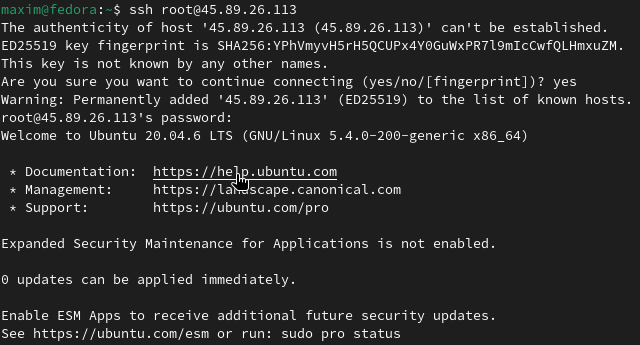 maxim@fedora:~$ ssh root@45.89.26.113
The authenticity of host '45.89.26.113 (45.89.26.113)' can't be established.
ED25519 key fingerprint is SHA256:YPhVmyvH5rH5QCUPx4Y0GuWxPR7l9mIcCwfQLHmxuZM.
This key is not known by any other names.
Are you sure you want to continue connecting (yes/no/[fingerprint])? yes
Warning: Permanently added '45.89.26.113' (ED25519) to the list of known hosts.
root@45.89.26.113's password:
Welcome to Ubuntu 20.04.6 LTS (GNU/Linux 5.4.0-200-generic x86_64)
* Documentation: https://help.ubuntu.com
* Management: https://landscape.canonical.com
* Support: https://ubuntu.com/pro
Expanded Security Maintenance for Applications is not enabled.
0 updates can be applied immediately.
Enable ESM Apps to receive additional future security updates.
See https://ubuntu.com/esm or run: sudo pro status